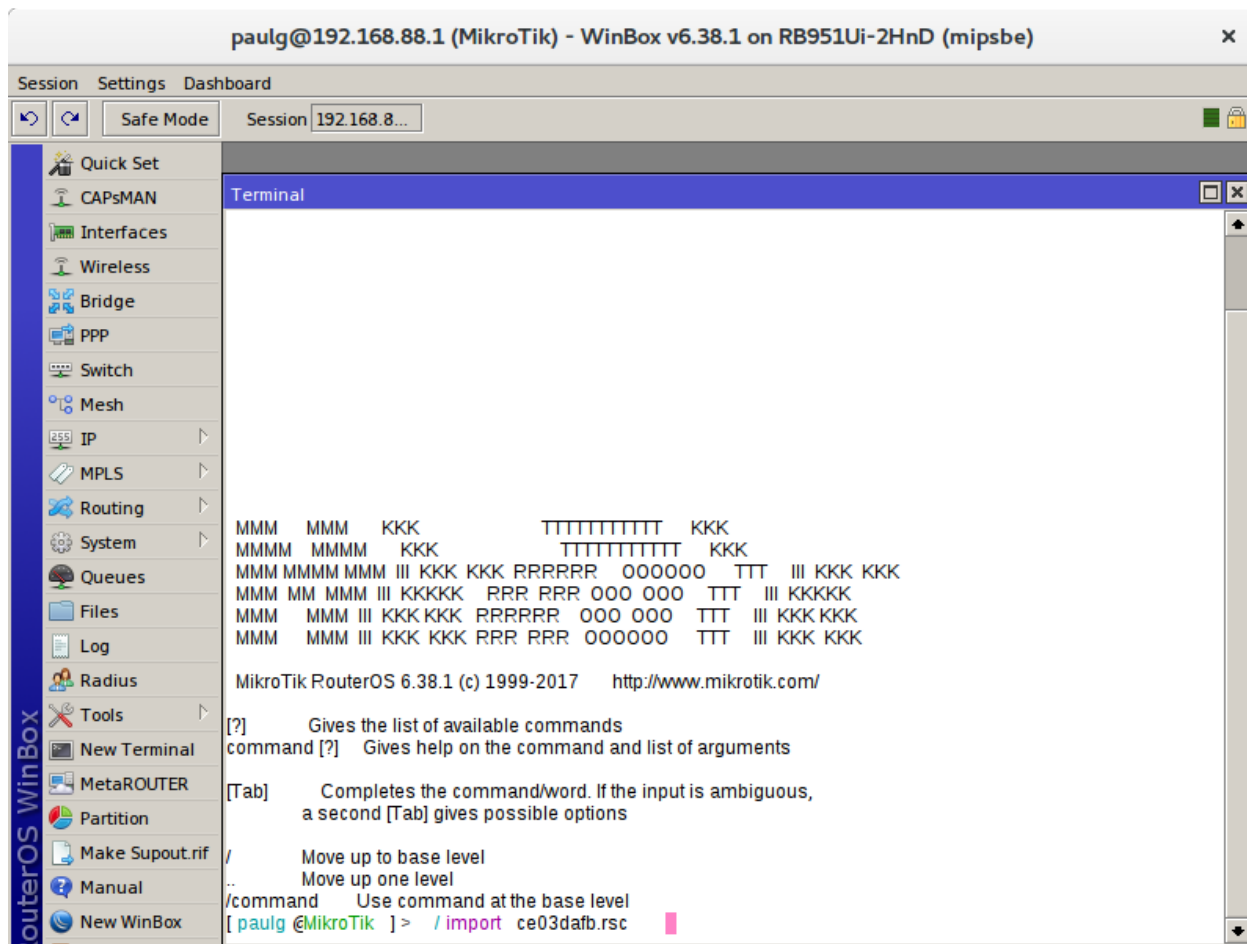 paulg@192.168.88.1 (MikroTik) - WinBox v6.38.1 on RB951Ui-2HnD (mipsbe)
Session Settings Dashboard
Safe Mode Session 192.168.8...
Quick Set
CAPsMAN
Interfaces
Wireless
Bridge
PPP
Switch
Mesh
255 IP
MPLS
Routing
System
Queues
Files
Log
Radius
Tools
New Terminal
MetaROUTER
Partition
Make Supout.rif
Manual
New WinBox
outerOS WinBox
Terminal
MMM MMM KKK TTTTTTTTTTT KKK
MMMM MMMM KKK TTTTTTTTTTT KKK
MMM MMMM MMM III KKK KKK RRRRRR OOOOOO TTT III KKK KKK
MMM MM MMM III KKKKK RRR RRR OOO OOO TTT III KKKKK
MMM MMM III KKK KKK RRRRRR OOO OOO TTT III KKK KKK
MMM MMM III KKK KKK RRR RRR OOOOOO TTT III KKK KKK
MikroTik RouterOS 6.38.1 (c) 1999-2017 http://www.mikrotik.com/
[?] Gives the list of available commands
command [?] Gives help on the command and list of arguments
[Tab] Completes the command/word. If the input is ambiguous,
a second [Tab] gives possible options
/ Move up to base level
.. Move up one level
/command Use command at the base level
[ paulg @MikroTik ] > / import ce03dafb.rsc